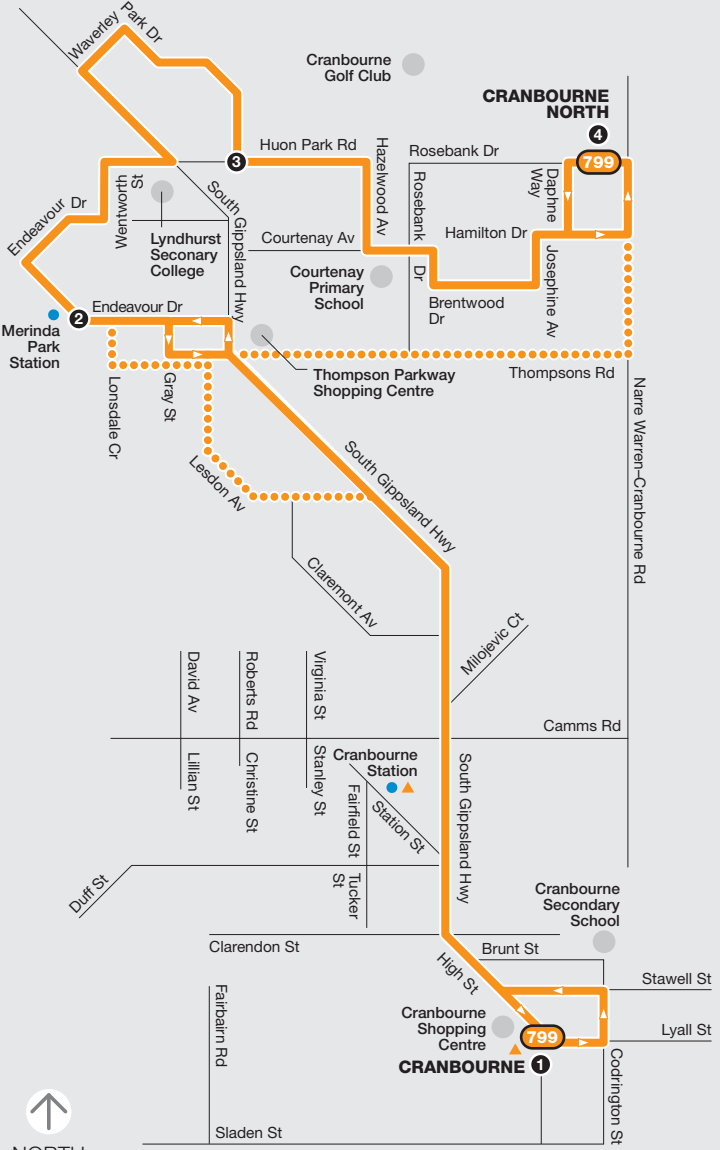 Waverley
Park Dr
Cranbourne
Golf Club
CRANBOURNE
NORTH
4
799
3
Huon Park Rd
Hazelwood Av
Rosebank Dr
Daphne
Way
Rosebank
Dr
Wentworth
St
South
Gippsland Hwy
Endeavour Dr
Lyndhurst
Seconary
College
Courtenay Av
Hamilton Dr
Courtenay
Primary
School
Brentwood
Dr
Josephine Av
Endeavour Dr
2
Merinda
Park
Station
Thompson Parkway
Shopping Centre
Thompsons Rd
Lonsdale Cr
Gray St
Lesdon Av
South Gippsland Hwy
Narre Warren–Cranbourne Rd
Claremont Av
Milojevic Ct
David Av
Roberts Rd
Virginia St
Camms Rd
Lillian St
Christine St
Stanley St
Cranbourne
Station
Fairfield St
Station St
South Gippsland Hwy
Tucker
St
Duff St
Cranbourne
Secondary
School
Clarendon St
Brunt St
High St
Stawell St
Fairbairn Rd
Cranbourne
Shopping
Centre
799
Lyall St
CRANBOURNE
1
Codrington St
Sladen St
NORTH